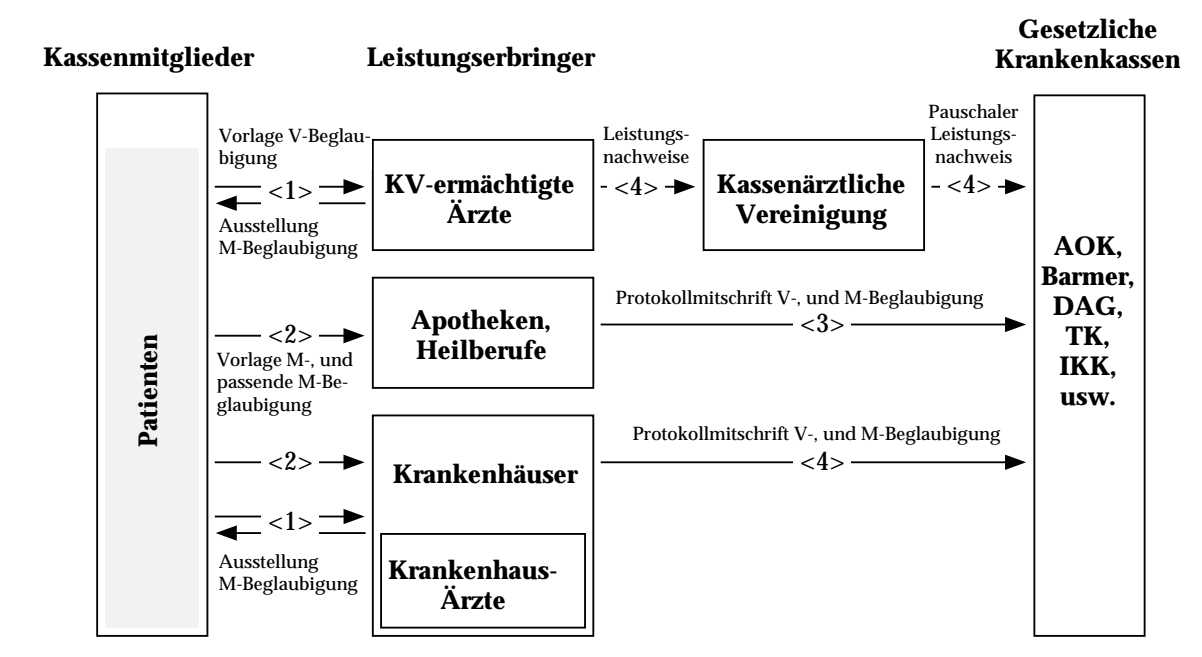 Kassenmitglieder
Leistungserbringer
Gesetzliche
Krankenkassen
Patienten
Vorlage V-Beglau-
bigung
<1>
Ausstellung
M-Beglaubigung
KV-ermächtigte
Ärzte
Leistungs-
nachweise
<4>
Kassenärztliche
Vereinigung
Pauschaler
Leistungs-
nachweis
<4>
<2>
Vorlage M-, und
passende M-Be-
glaubigung
Apotheken,
Heilberufe
Protokollmitschrift V-, und M-Beglaubigung
<3>
<2>
Krankenhäuser
Protokollmitschrift V-, und M-Beglaubigung
<4>
<1>
Ausstellung
M-Beglaubigung
Krankenhaus-
Ärzte
AOK,
Barmer,
DAG,
TK,
IKK,
usw.